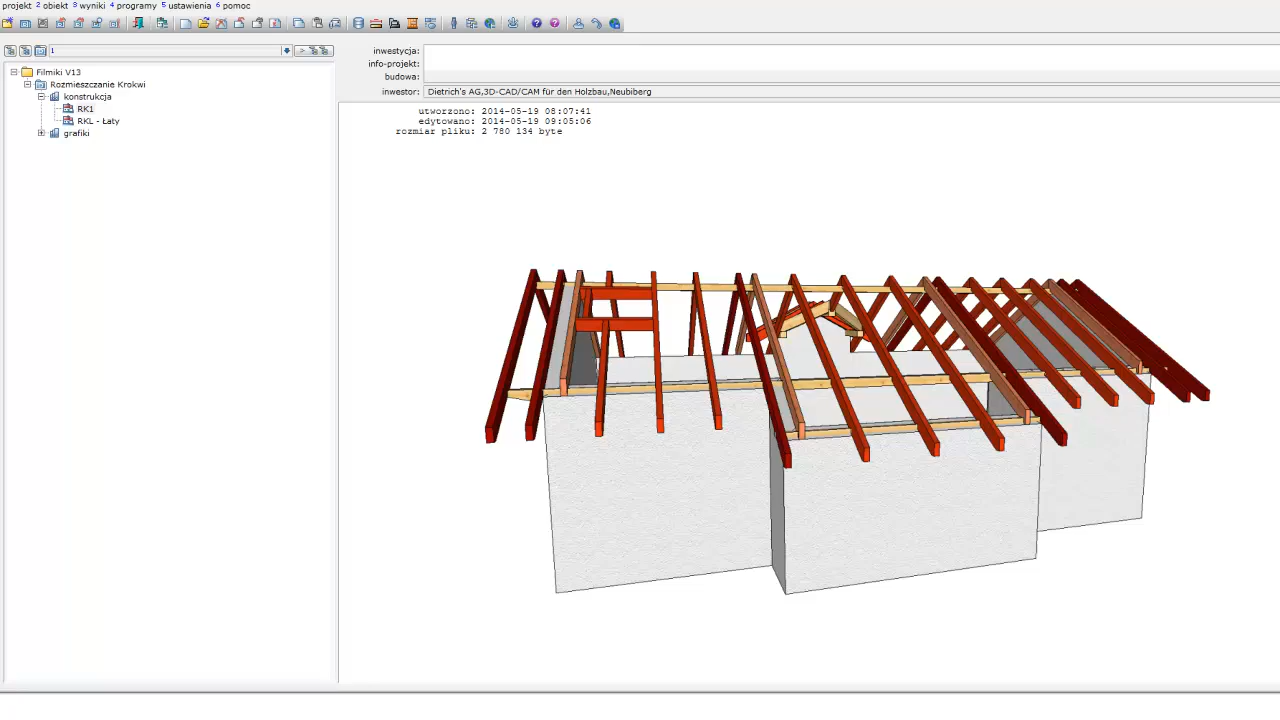 projekt 2 obiekt 3 wyniki 4 programy 5 ustawienia 6 pomoc
1
inwestycja:
info-projekt:
budowa:
inwestor: Dietrich's AG,3D-CAD/CAM für den Holzbau,Neubiberg
Filmiki V13
Rozmieszczanie Krokwi
konstrukcja
RK1
RKL - Łaty
grafiki
utworzono: 2014-05-19 08:07:41
edytowano: 2014-05-19 09:05:06
rozmiar pliku: 2 780 134 byte